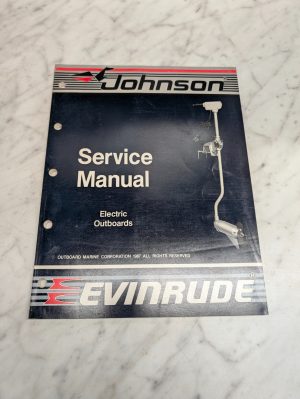 Johnson
Service
Manual
Electric
Outboards
OUTBOARD MARINE CORPORATION 1987 ALL RIGHTS RESERVED
EVINRUDE